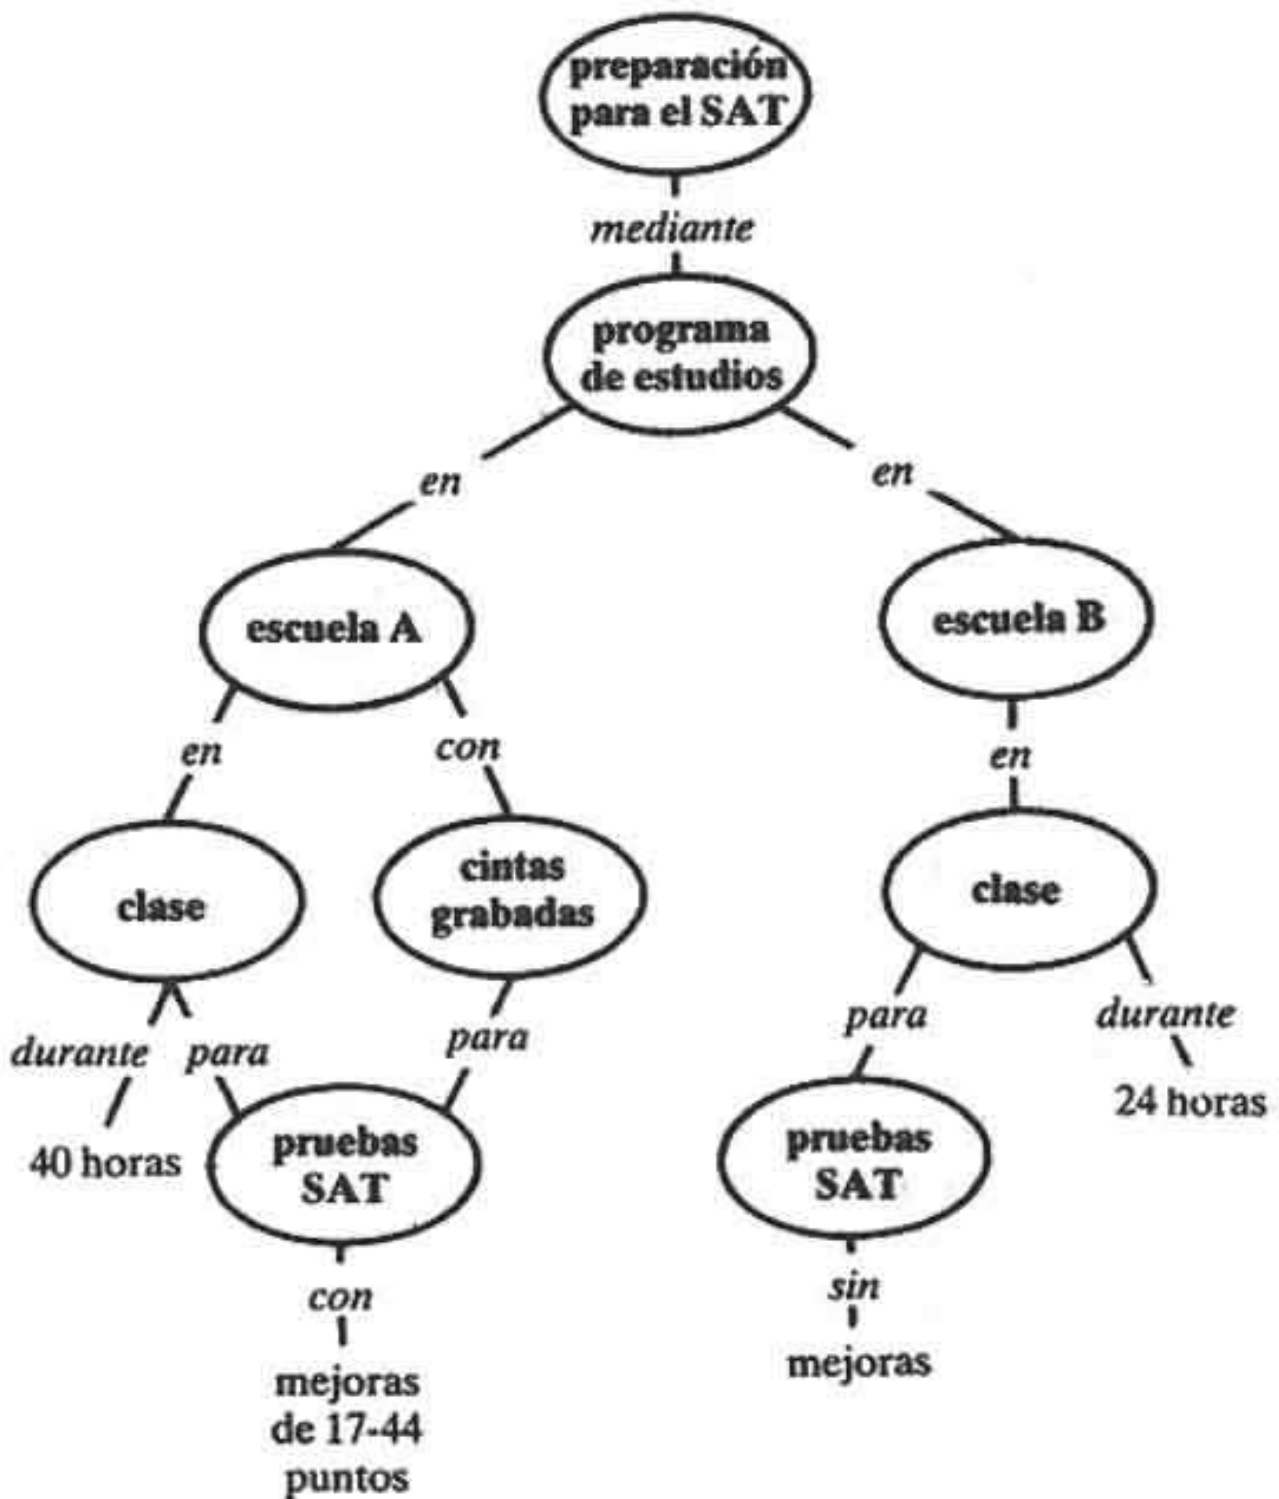 preparación
para el SAT
mediante
programa
de estudios
en
en
escuela A
escuela B
en
con
en
clase
cintas
grabadas
clase
durante
para
para
para
durante
40 horas
pruebas
SAT
pruebas
SAT
24 horas
con
sin
mejoras
de 17-44
puntos
mejoras